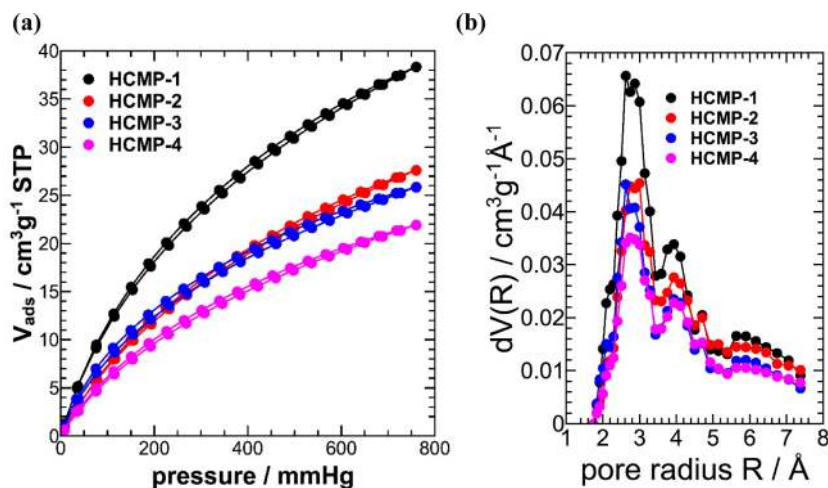 (a)
40
35
30
25
20
15
10
5
0
V_ads / cm³g⁻¹ STP
HCMP-1
HCMP-2
HCMP-3
HCMP-4
0 200 400 600 800
pressure / mmHg
(b)
0.07
0.06
0.05
0.04
0.03
0.02
0.01
0
dV(R) / cm³g⁻¹Å⁻¹
HCMP-1
HCMP-2
HCMP-3
HCMP-4
1 2 3 4 5 6 7 8
pore radius R / Å